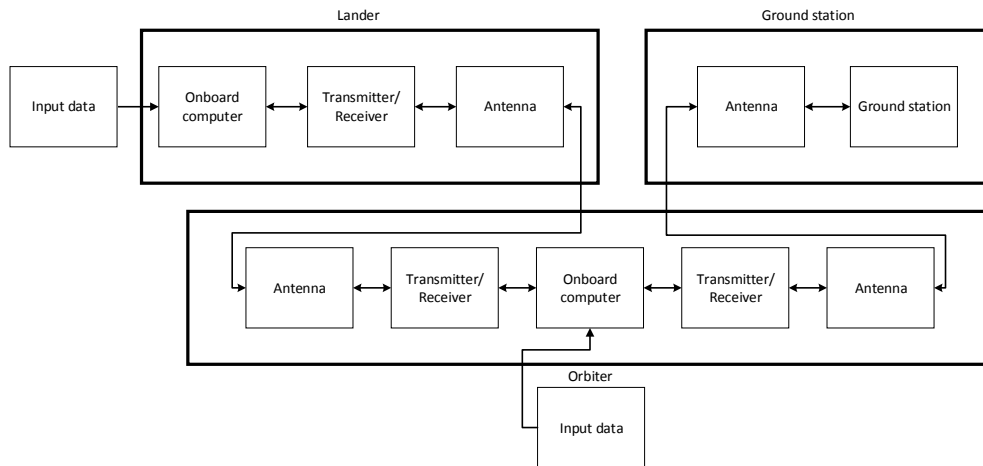 Lander
Ground station
Input data
Onboard
computer
Transmitter/
Receiver
Antenna
Antenna
Ground station
Antenna
Transmitter/
Receiver
Onboard
computer
Transmitter/
Receiver
Antenna
Orbiter
Input data